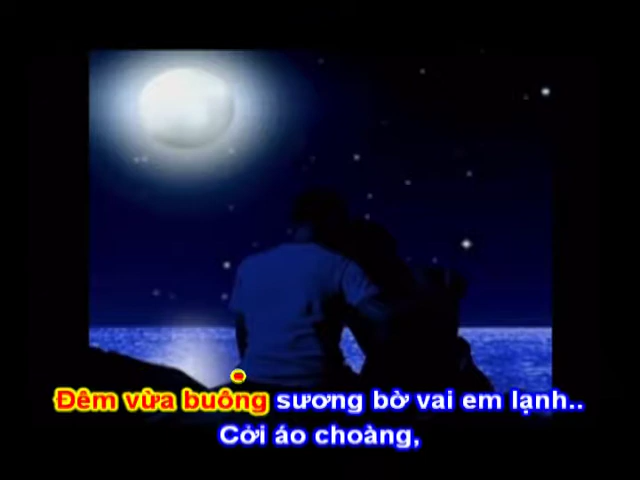 Đêm vừa buông sương bờ vai em lạnh..
Cởi áo choàng,